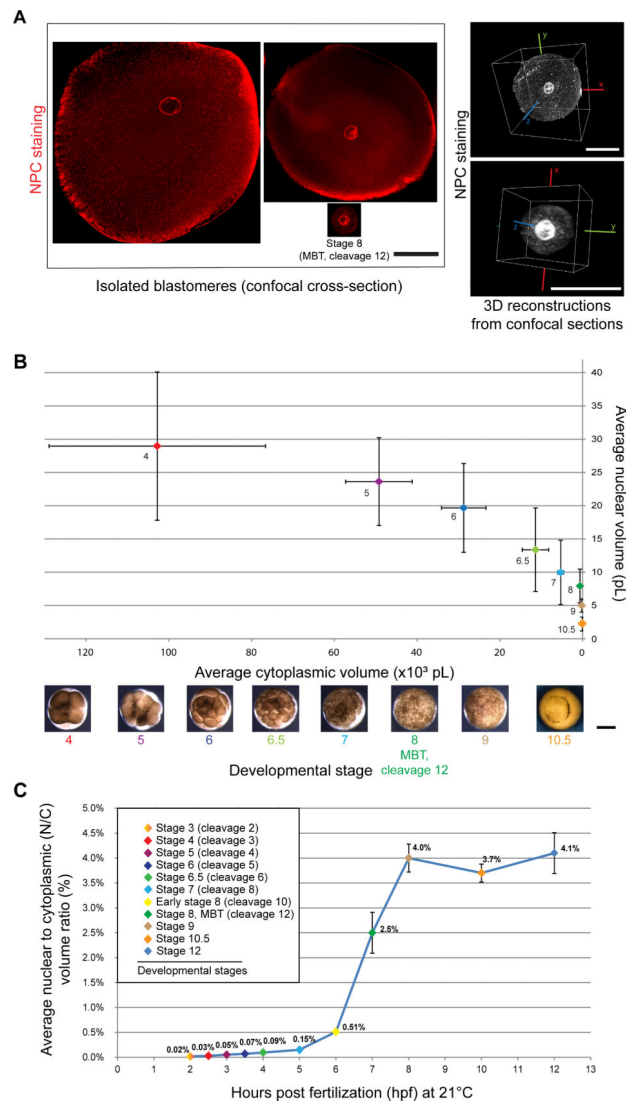 A
NPC staining
Stage 8
(MBT, cleavage 12)
Isolated blastomeres (confocal cross-section)
NPC staining
y
x
z
x
z
y
3D reconstructions
from confocal sections
B
40
35
30
25
20
15
10
5
0
Average nuclear volume (pL)
4
5
6
6.5
7
8
9
10.5
120
100
80
60
40
20
0
Average cytoplasmic volume (x10³ pL)
4
5
6
6.5
7
8
9
10.5
MBT,
cleavage 12
Developmental stage
C
Average nuclear to cytoplasmic (N/C)
volume ratio (%)
5.0%
4.5%
4.0%
3.5%
3.0%
2.5%
2.0%
1.5%
1.0%
0.5%
0.0%
Stage 3 (cleavage 2)
Stage 4 (cleavage 3)
Stage 5 (cleavage 4)
Stage 6 (cleavage 5)
Stage 6.5 (cleavage 6)
Stage 7 (cleavage 8)
Early stage 8 (cleavage 10)
Stage 8, MBT (cleavage 12)
Stage 9
Stage 10.5
Stage 12
Developmental stages
0.02%
0.03%
0.05%
0.07%
0.09%
0.15%
0.51%
2.5%
4.0%
3.7%
4.1%
0
1
2
3
4
5
6
7
8
9
10
11
12
13
Hours post fertilization (hpf) at 21°C